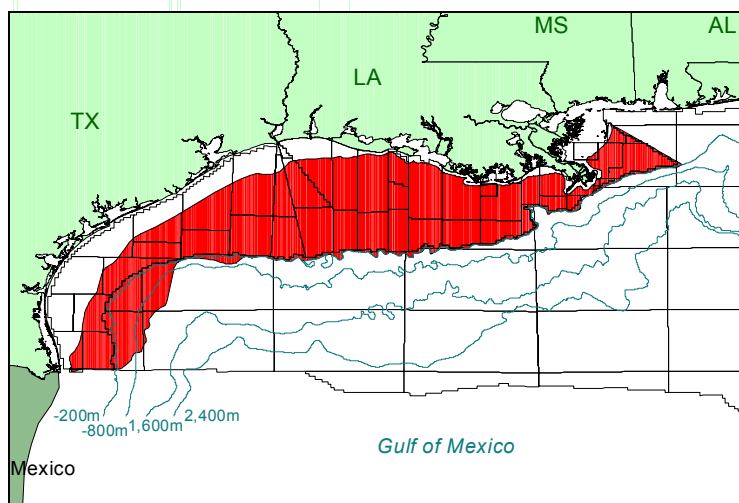 MS
AL
LA
TX
-200m
-800m
1,600m
2,400m
Gulf of Mexico
Mexico